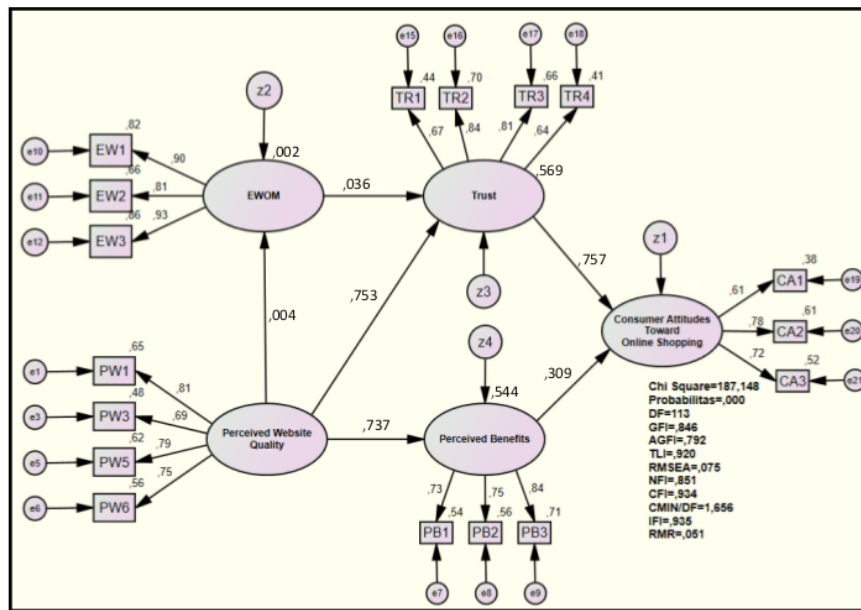 e15
e16
e17
e18
,44
,70
,66
,41
TR1
TR2
TR3
TR4
z2
,67
,84
,81
,64
,82
e10
EW1
,90
,002
,569
,66
e11
EW2
,81
EWOM
,036
Trust
,86
e12
EW3
,93
z1
,757
,38
z3
,61
CA1
e19
,753
,004
z4
Consumer Attitudes
Toward
Online Shopping
,61
,78
CA2
e20
,65
,72
,52
e1
PW1
,81
,309
CA3
e21
,48
,544
e3
PW3
,69
,62
,79
Perceived Website
Quality
,737
Perceived Benefits
e5
PW5
,75
,56
e6
PW6
,73
,75
,84
,54
,56
,71
PB1
PB2
PB3
e7
e8
e9
Chi Square=187,148
Probabilitas=,000
DF=113
GFI=,846
AGFI=,792
TLI=,920
RMSEA=,075
NFI=,851
CFI=,934
CMIN/DF=1,656
IFI=,935
RMR=,051